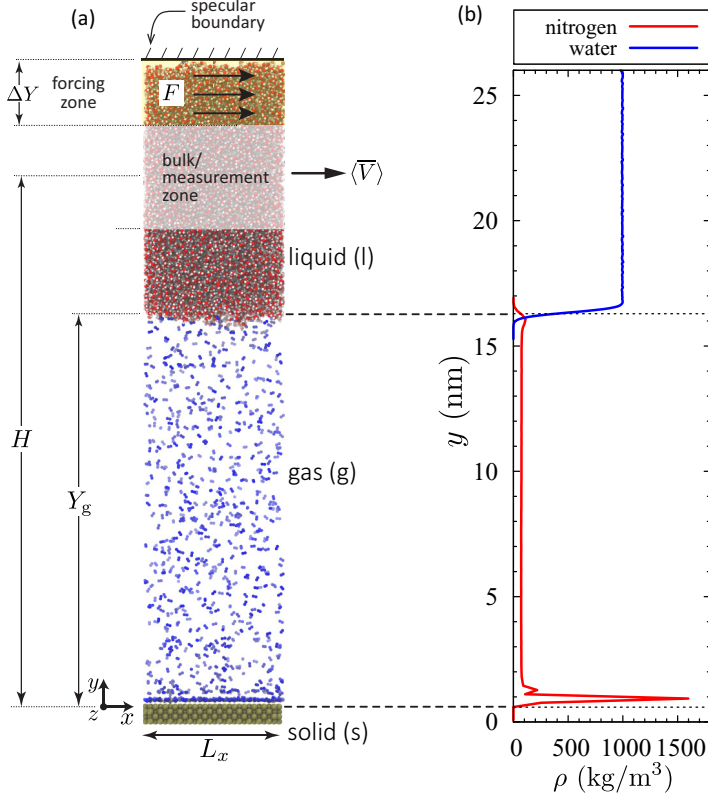 (a)
specular
boundary
forcing
zone
ΔY
F
bulk/
measurement
zone
⟨V̅⟩
liquid (l)
H
Y_g
gas (g)
y
z
x
solid (s)
L_x
(b)
nitrogen
water
25
20
15
10
5
0
y (nm)
0
500
1000
1500
ρ (kg/m³)